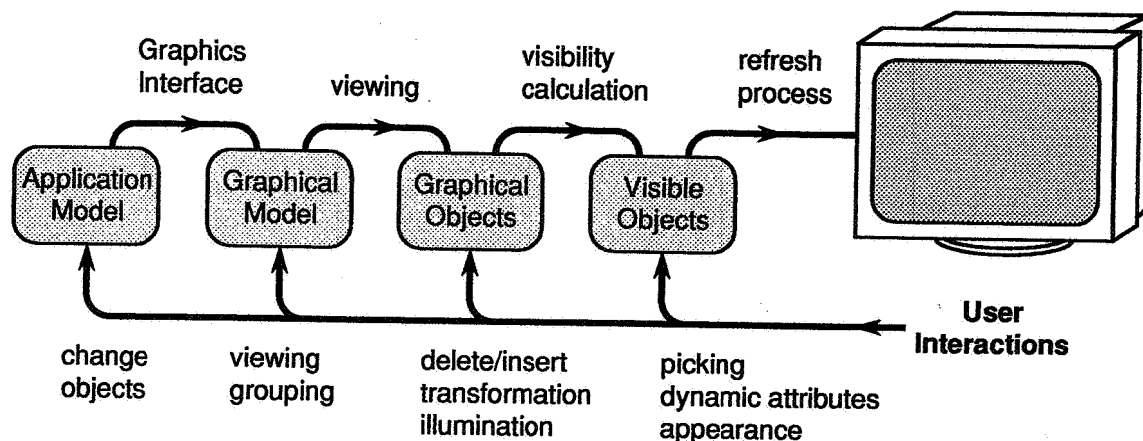 Graphics
Interface
viewing
visibility
calculation
refresh
process
Application
Model
Graphical
Model
Graphical
Objects
Visible
Objects
User
Interactions
change
objects
viewing
grouping
delete/insert
transformation
illumination
picking
dynamic attributes
appearance